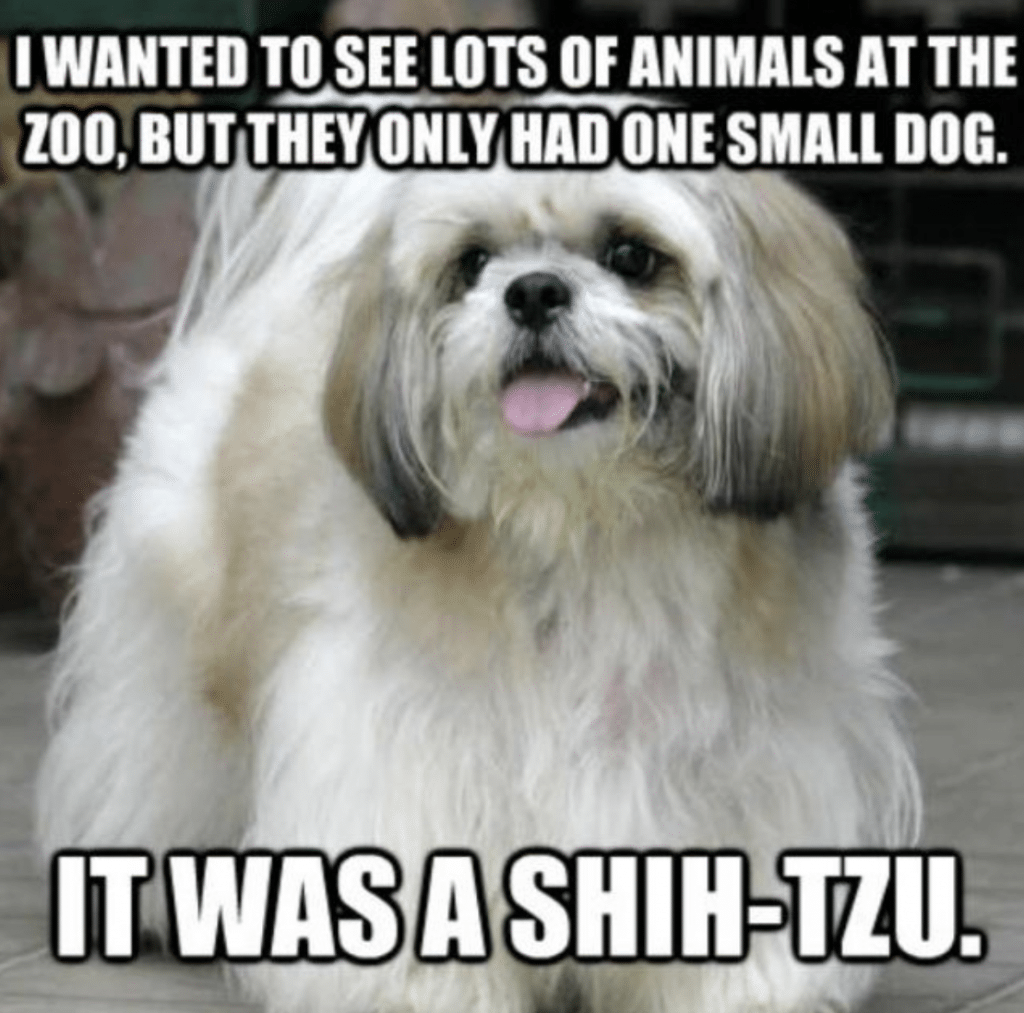 I WANTED TO SEE LOTS OF ANIMALS AT THE
ZOO, BUT THEY ONLY HAD ONE SMALL DOG.
IT WAS A SHIH-TZU.